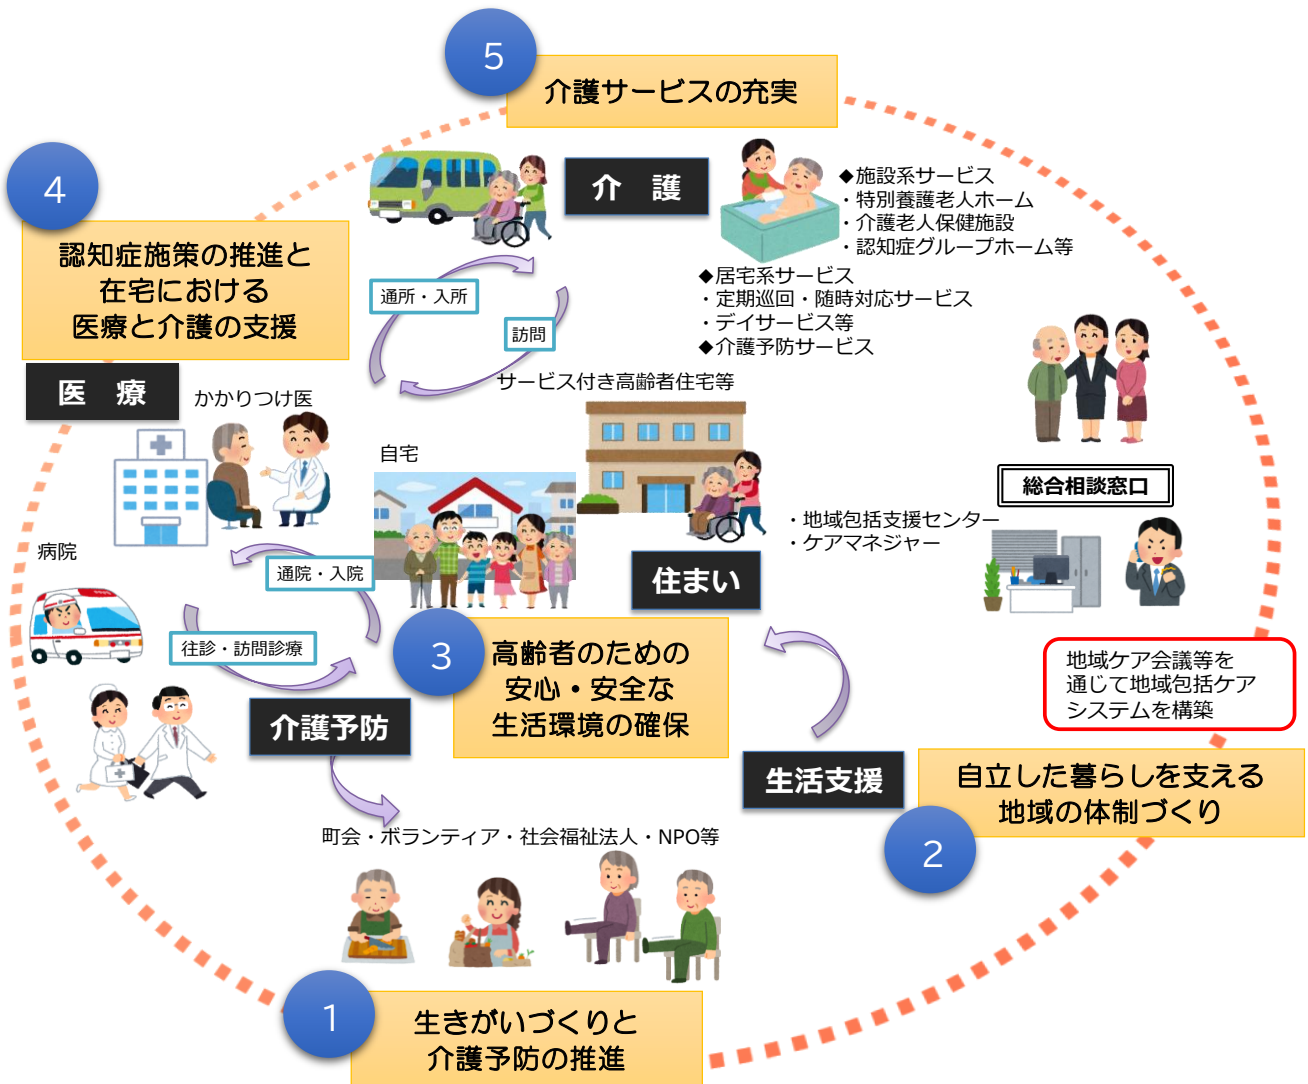 5
介護サービスの充実
4
認知症施策の推進と
在宅における
医療と介護の支援
介 護
◆施設系サービス
・特別養護老人ホーム
・介護老人保健施設
・認知症グループホーム等
◆居宅系サービス
・定期巡回・随時対応サービス
・デイサービス等
◆介護予防サービス
通所・入所
訪問
医 療
かかりつけ医
病院
サービス付き高齢者住宅等
自宅
住まい
総合相談窓口
・地域包括支援センター
・ケアマネジャー
通院・入院
往診・訪問診療
3
高齢者のための
安心・安全な
生活環境の確保
地域ケア会議等を
通じて地域包括ケア
システムを構築
介護予防
生活支援
自立した暮らしを支える
地域の体制づくり
2
町会・ボランティア・社会福祉法人・NPO等
1
生きがいづくりと
介護予防の推進